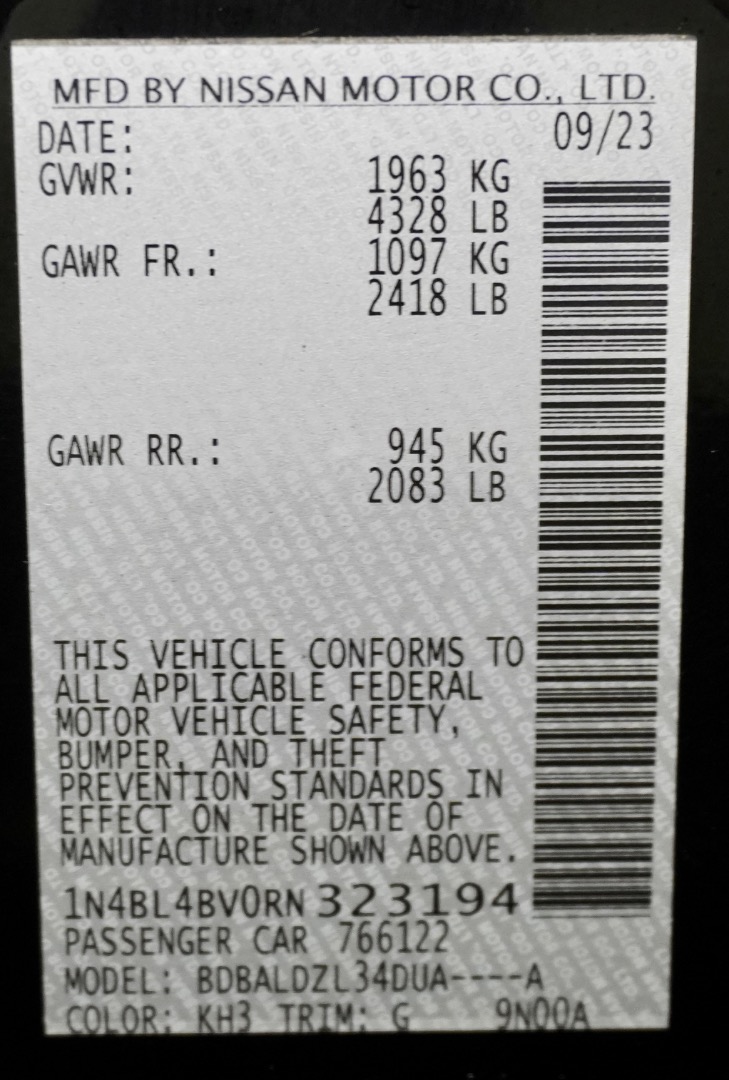 MFD BY NISSAN MOTOR CO., LTD.
DATE: 09/23
GVWR: 1963 KG
4328 LB
GAWR FR.: 1097 KG
2418 LB
GAWR RR.: 945 KG
2083 LB
THIS VEHICLE CONFORMS TO
ALL APPLICABLE FEDERAL
MOTOR VEHICLE SAFETY,
BUMPER, AND THEFT
PREVENTION STANDARDS IN
EFFECT ON THE DATE OF
MANUFACTURE SHOWN ABOVE.
1N4BL4BV0RN323194
PASSENGER CAR 766122
MODEL: BDBALDZL34DUA----A
COLOR: KH3 TRIM: G 9N00A